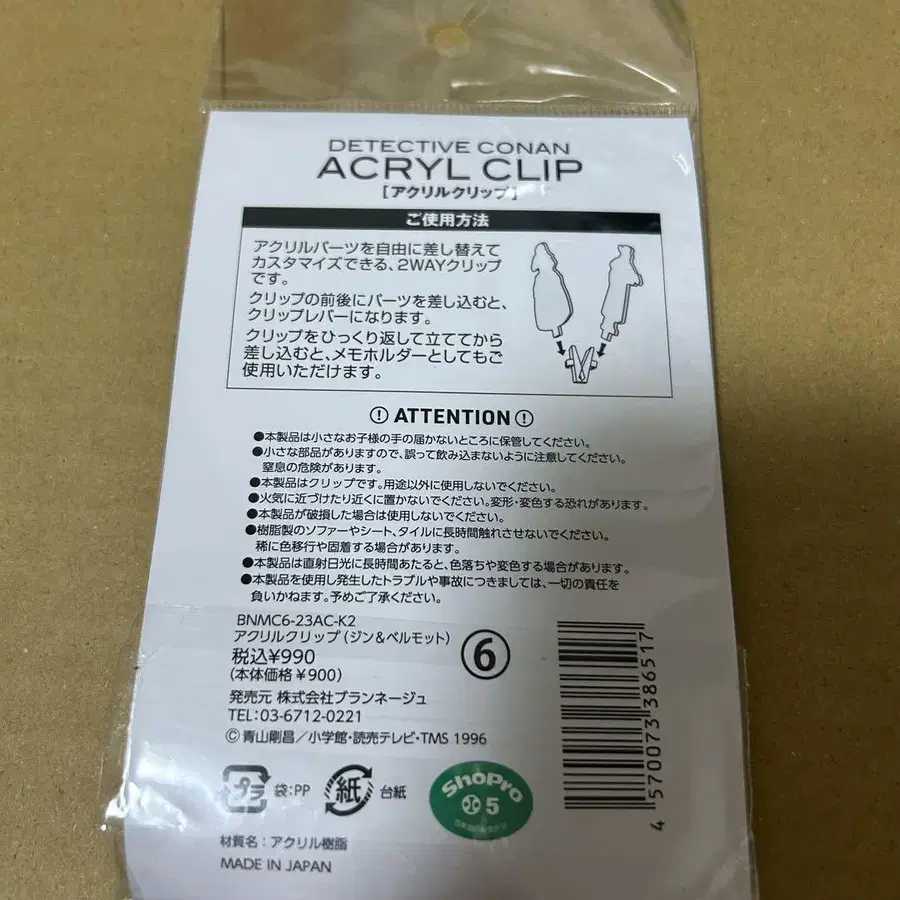 DETECTIVE CONAN
ACRYL CLIP
[アクリルクリップ]
ご使用方法
アクリルパーツを自由に差し替えて
カスタマイズできる、2WAYクリップ
です。
クリップの前後にパーツを差し込むと、
クリップレバーになります。
クリップをひっくり返して立ててから
差し込むと、メモホルダーとしてもご
使用いただけます。
ATTENTION
●本製品は小さなお子様の手の届かないところに保管してください。
●小さな部品がありますので、誤って飲み込まないように注意してください。
窒息の危険があります。
●本製品はクリップです。用途以外に使用しないでください。
●火気に近づけたり近くに置かないでください。変形・変色する恐れがあります。
●本製品が破損した場合は使用しないでください。
●樹脂製のソファーやシート、タイルに長時間触れさせないでください。
稀に色移行や固着する場合があります。
●本製品は直射日光に長時間あたると、色落ちや変色する場合があります。
●本製品を使用し発生したトラブルや事故につきましては、一切の責任を
負いかねます。予めご了承ください。
BNMC6-23AC-K2
アクリルクリップ(ジン&ベルモット)
税込¥990
(本体価格¥900)
⑥
発売元 株式会社ブランネージュ
TEL:03-6712-0221
©青山剛昌/小学館・読売テレビ・TMS 1996
プラ
袋:PP
紙
台紙
ShoPro
5
材質名:アクリル樹脂
MADE IN JAPAN
4 570073 386517